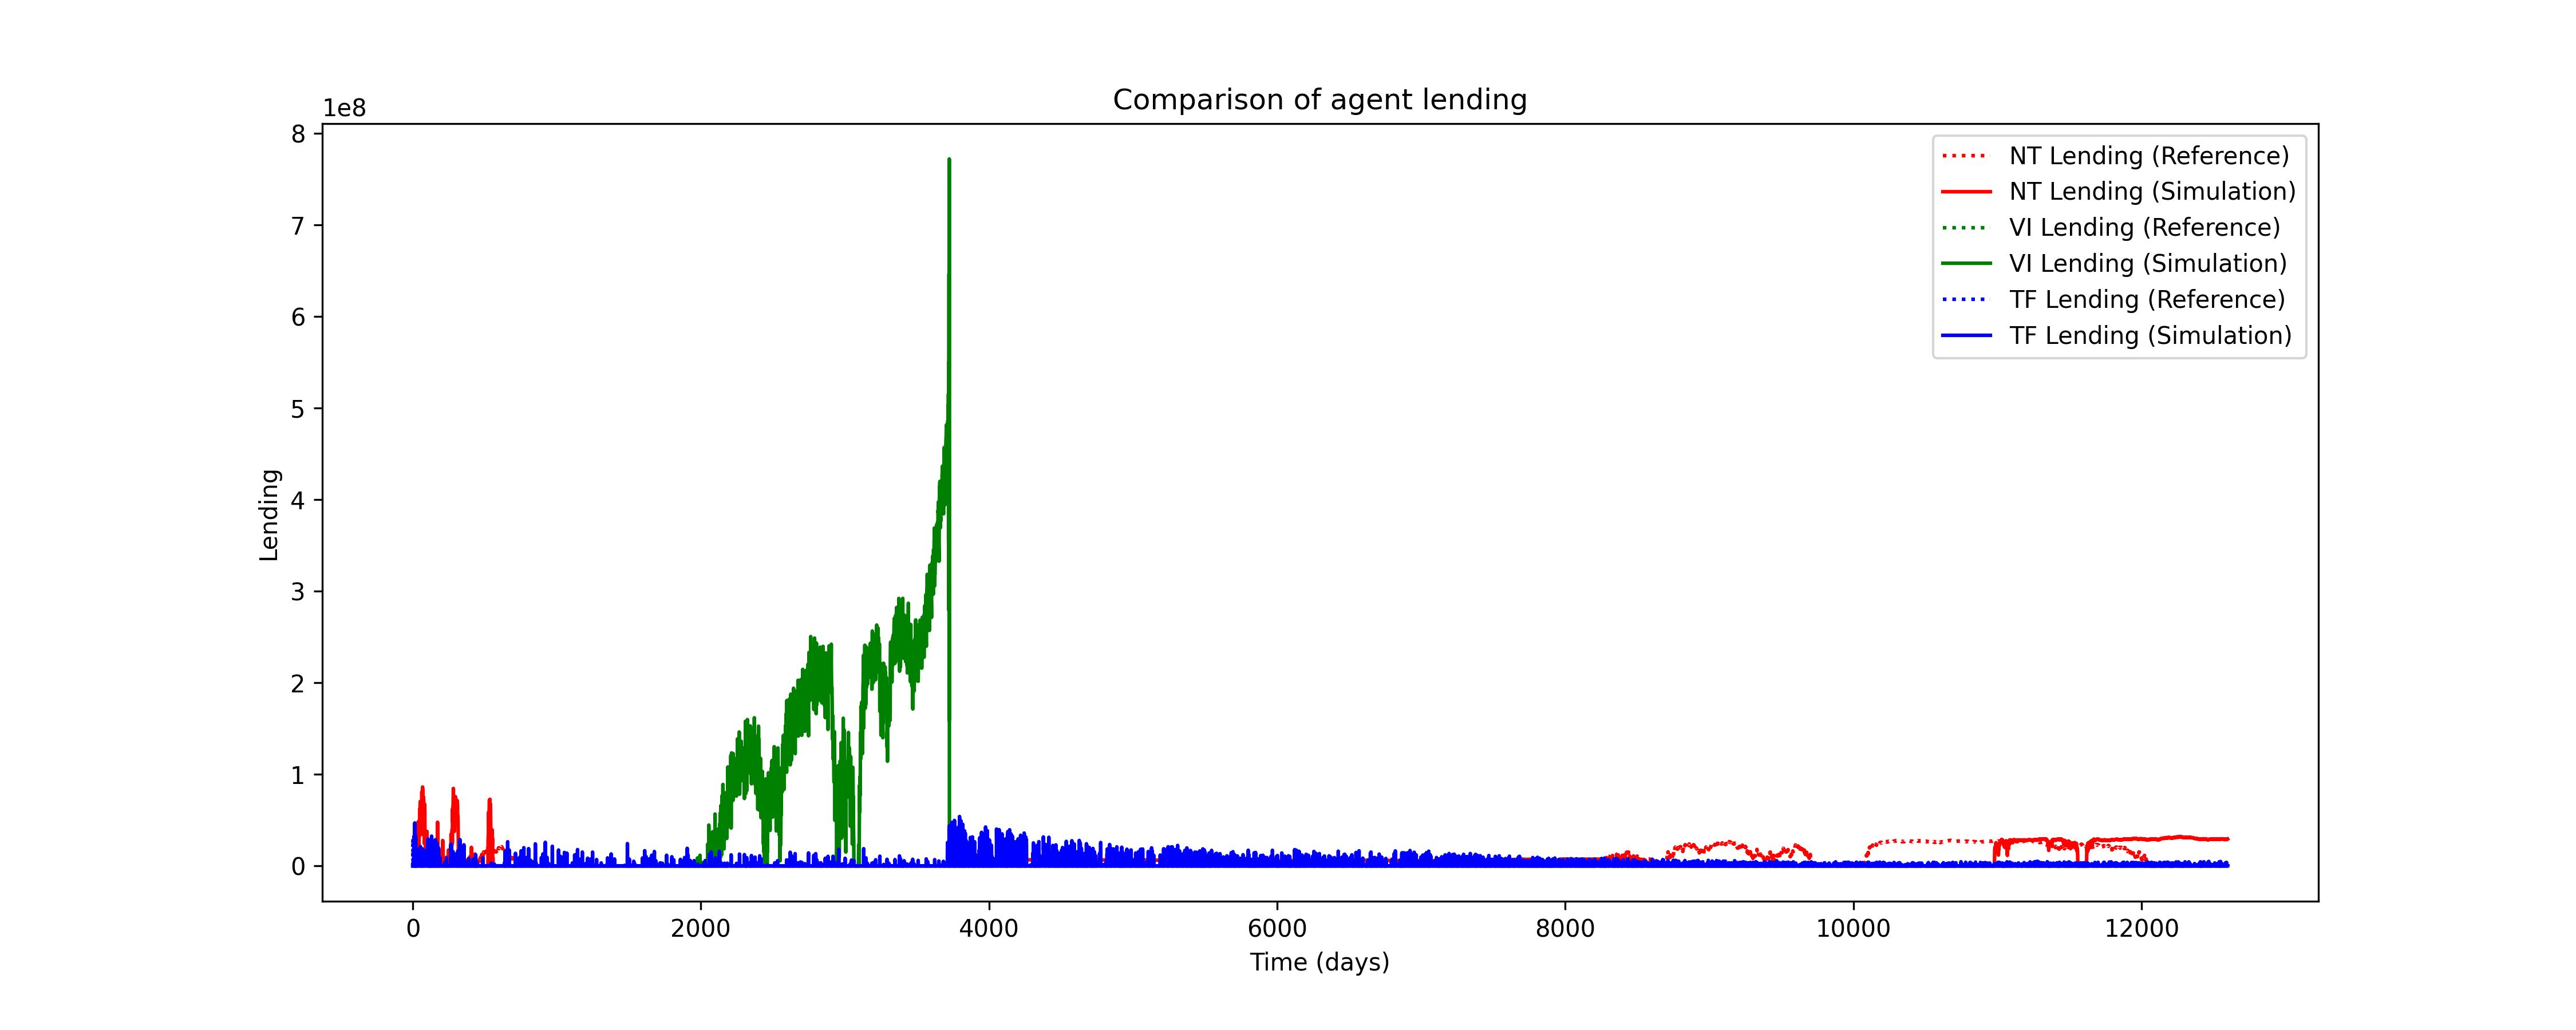 Comparison of agent lending
1e8
8
7
6
5
4
3
2
1
0
Lending
0 2000 4000 6000 8000 10000 12000
Time (days)
NT Lending (Reference)
NT Lending (Simulation)
VI Lending (Reference)
VI Lending (Simulation)
TF Lending (Reference)
TF Lending (Simulation)